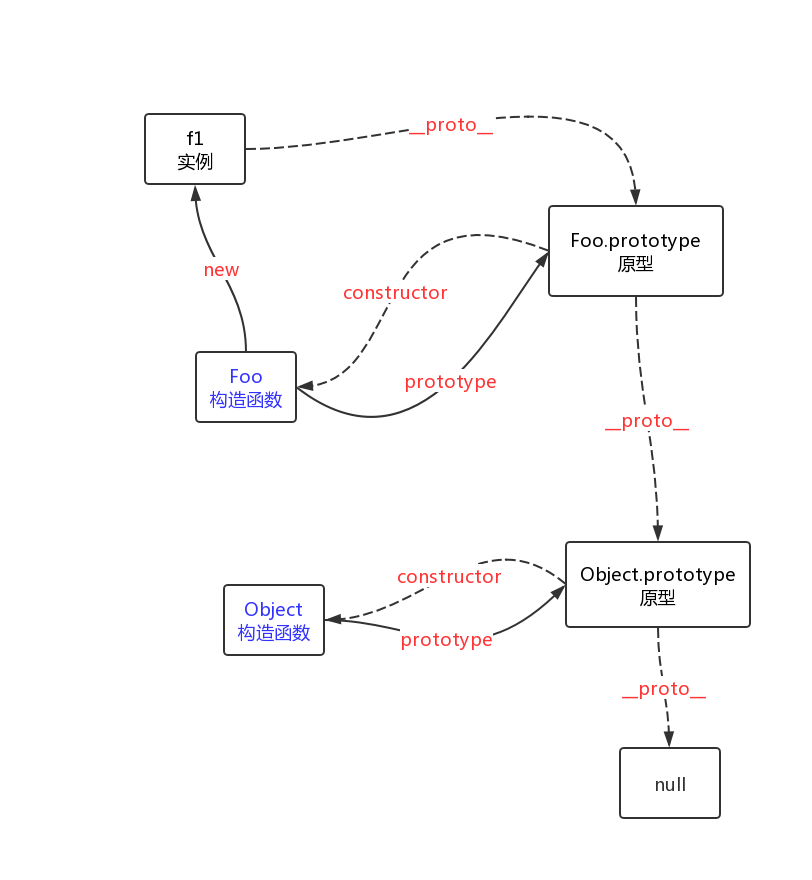 __proto__
f1
实例
Foo.prototype
原型
new
constructor
Foo
构造函数
prototype
__proto__
constructor
Object.prototype
原型
Object
构造函数
prototype
__proto__
null